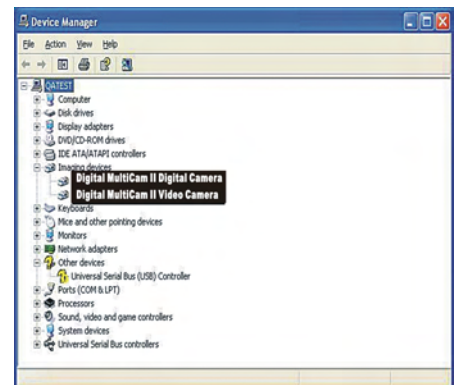 Device Manager
File Action View Help
QATEST
Computer
Disk drives
Display adapters
DVD/CD-ROM drives
IDE ATA/ATAPI controllers
Imaging devices
Digital MultiCam II Digital Camera
Digital MultiCam II Video Camera
Keyboards
Mice and other pointing devices
Monitors
Network adapters
Other devices
Universal Serial Bus (USB) Controller
Ports (COM & LPT)
Processors
Sound, video and game controllers
System devices
Universal Serial Bus controllers